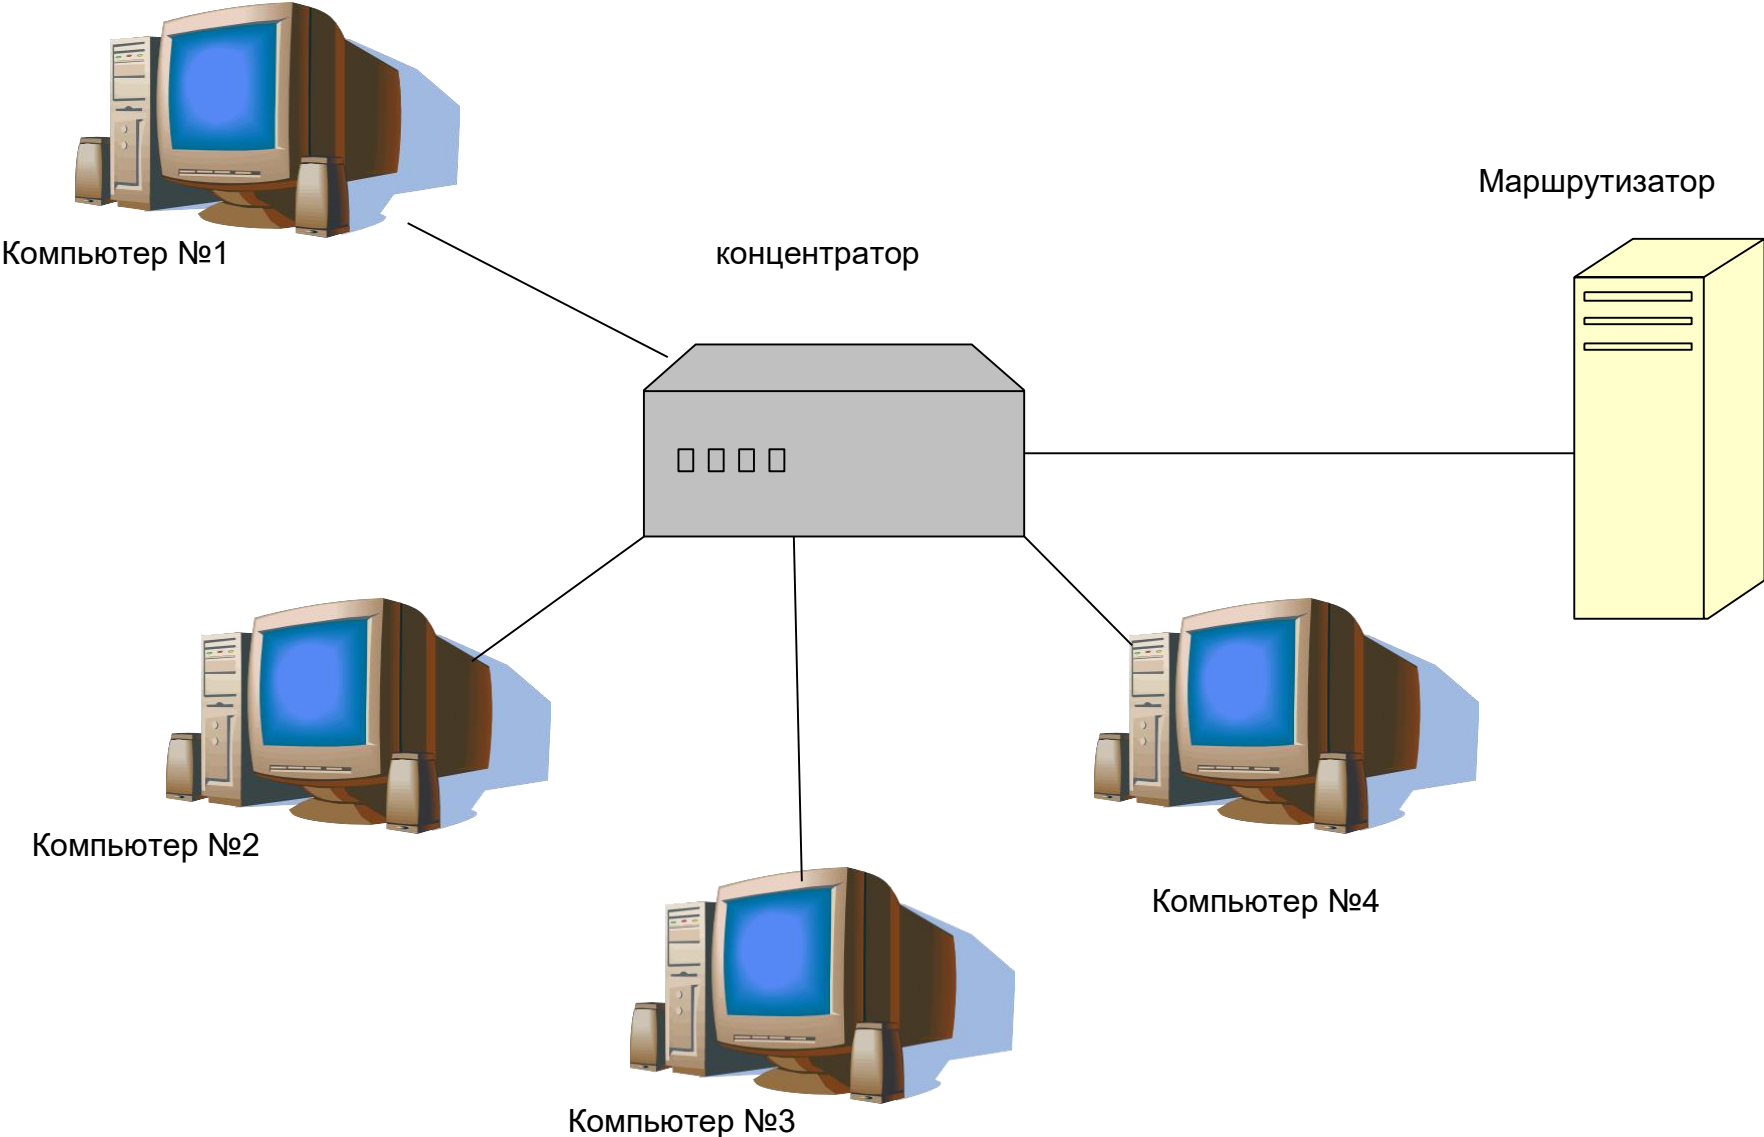 Маршрутизатор
Компьютер №1
концентратор
Компьютер №2
Компьютер №4
Компьютер №3